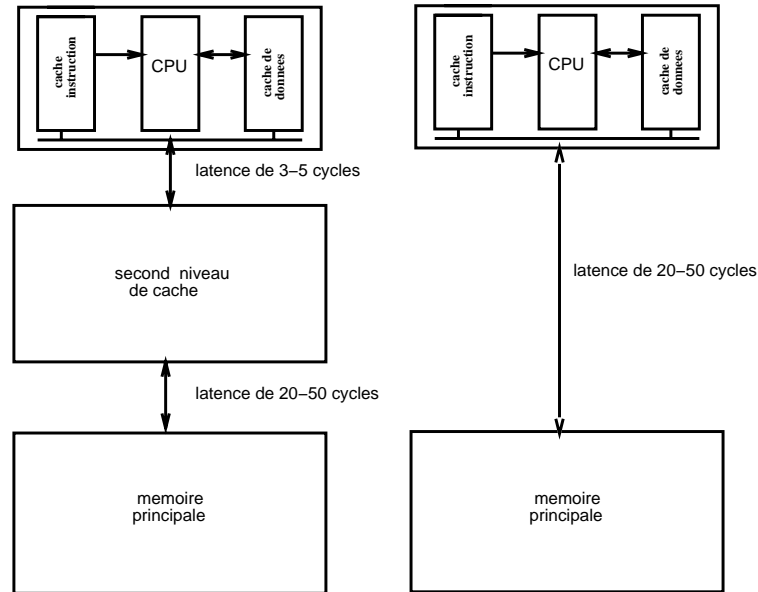 cache
instruction
CPU
cache de
donnees
latence de 3–5 cycles
second niveau
de cache
latence de 20–50 cycles
memoire
principale
cache
instruction
CPU
cache de
donnees
latence de 20–50 cycles
memoire
principale